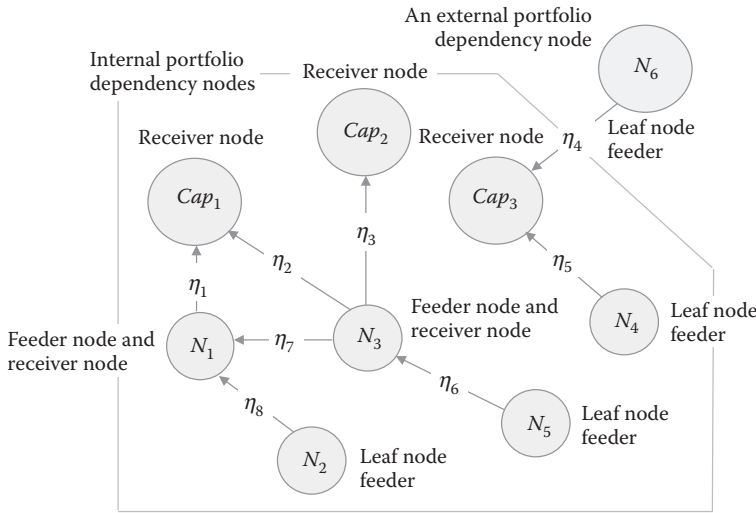 An external portfolio
dependency node
Internal portfolio
dependency nodes
Receiver node
N6
Receiver node
Cap2
Receiver node
η4
Leaf node
feeder
Cap1
Cap3
η3
η2
η5
η1
Feeder node and
receiver node
N4
Leaf node
feeder
Feeder node and
receiver node
N1
η7
N3
η6
η8
N5
Leaf node
feeder
N2
Leaf node
feeder